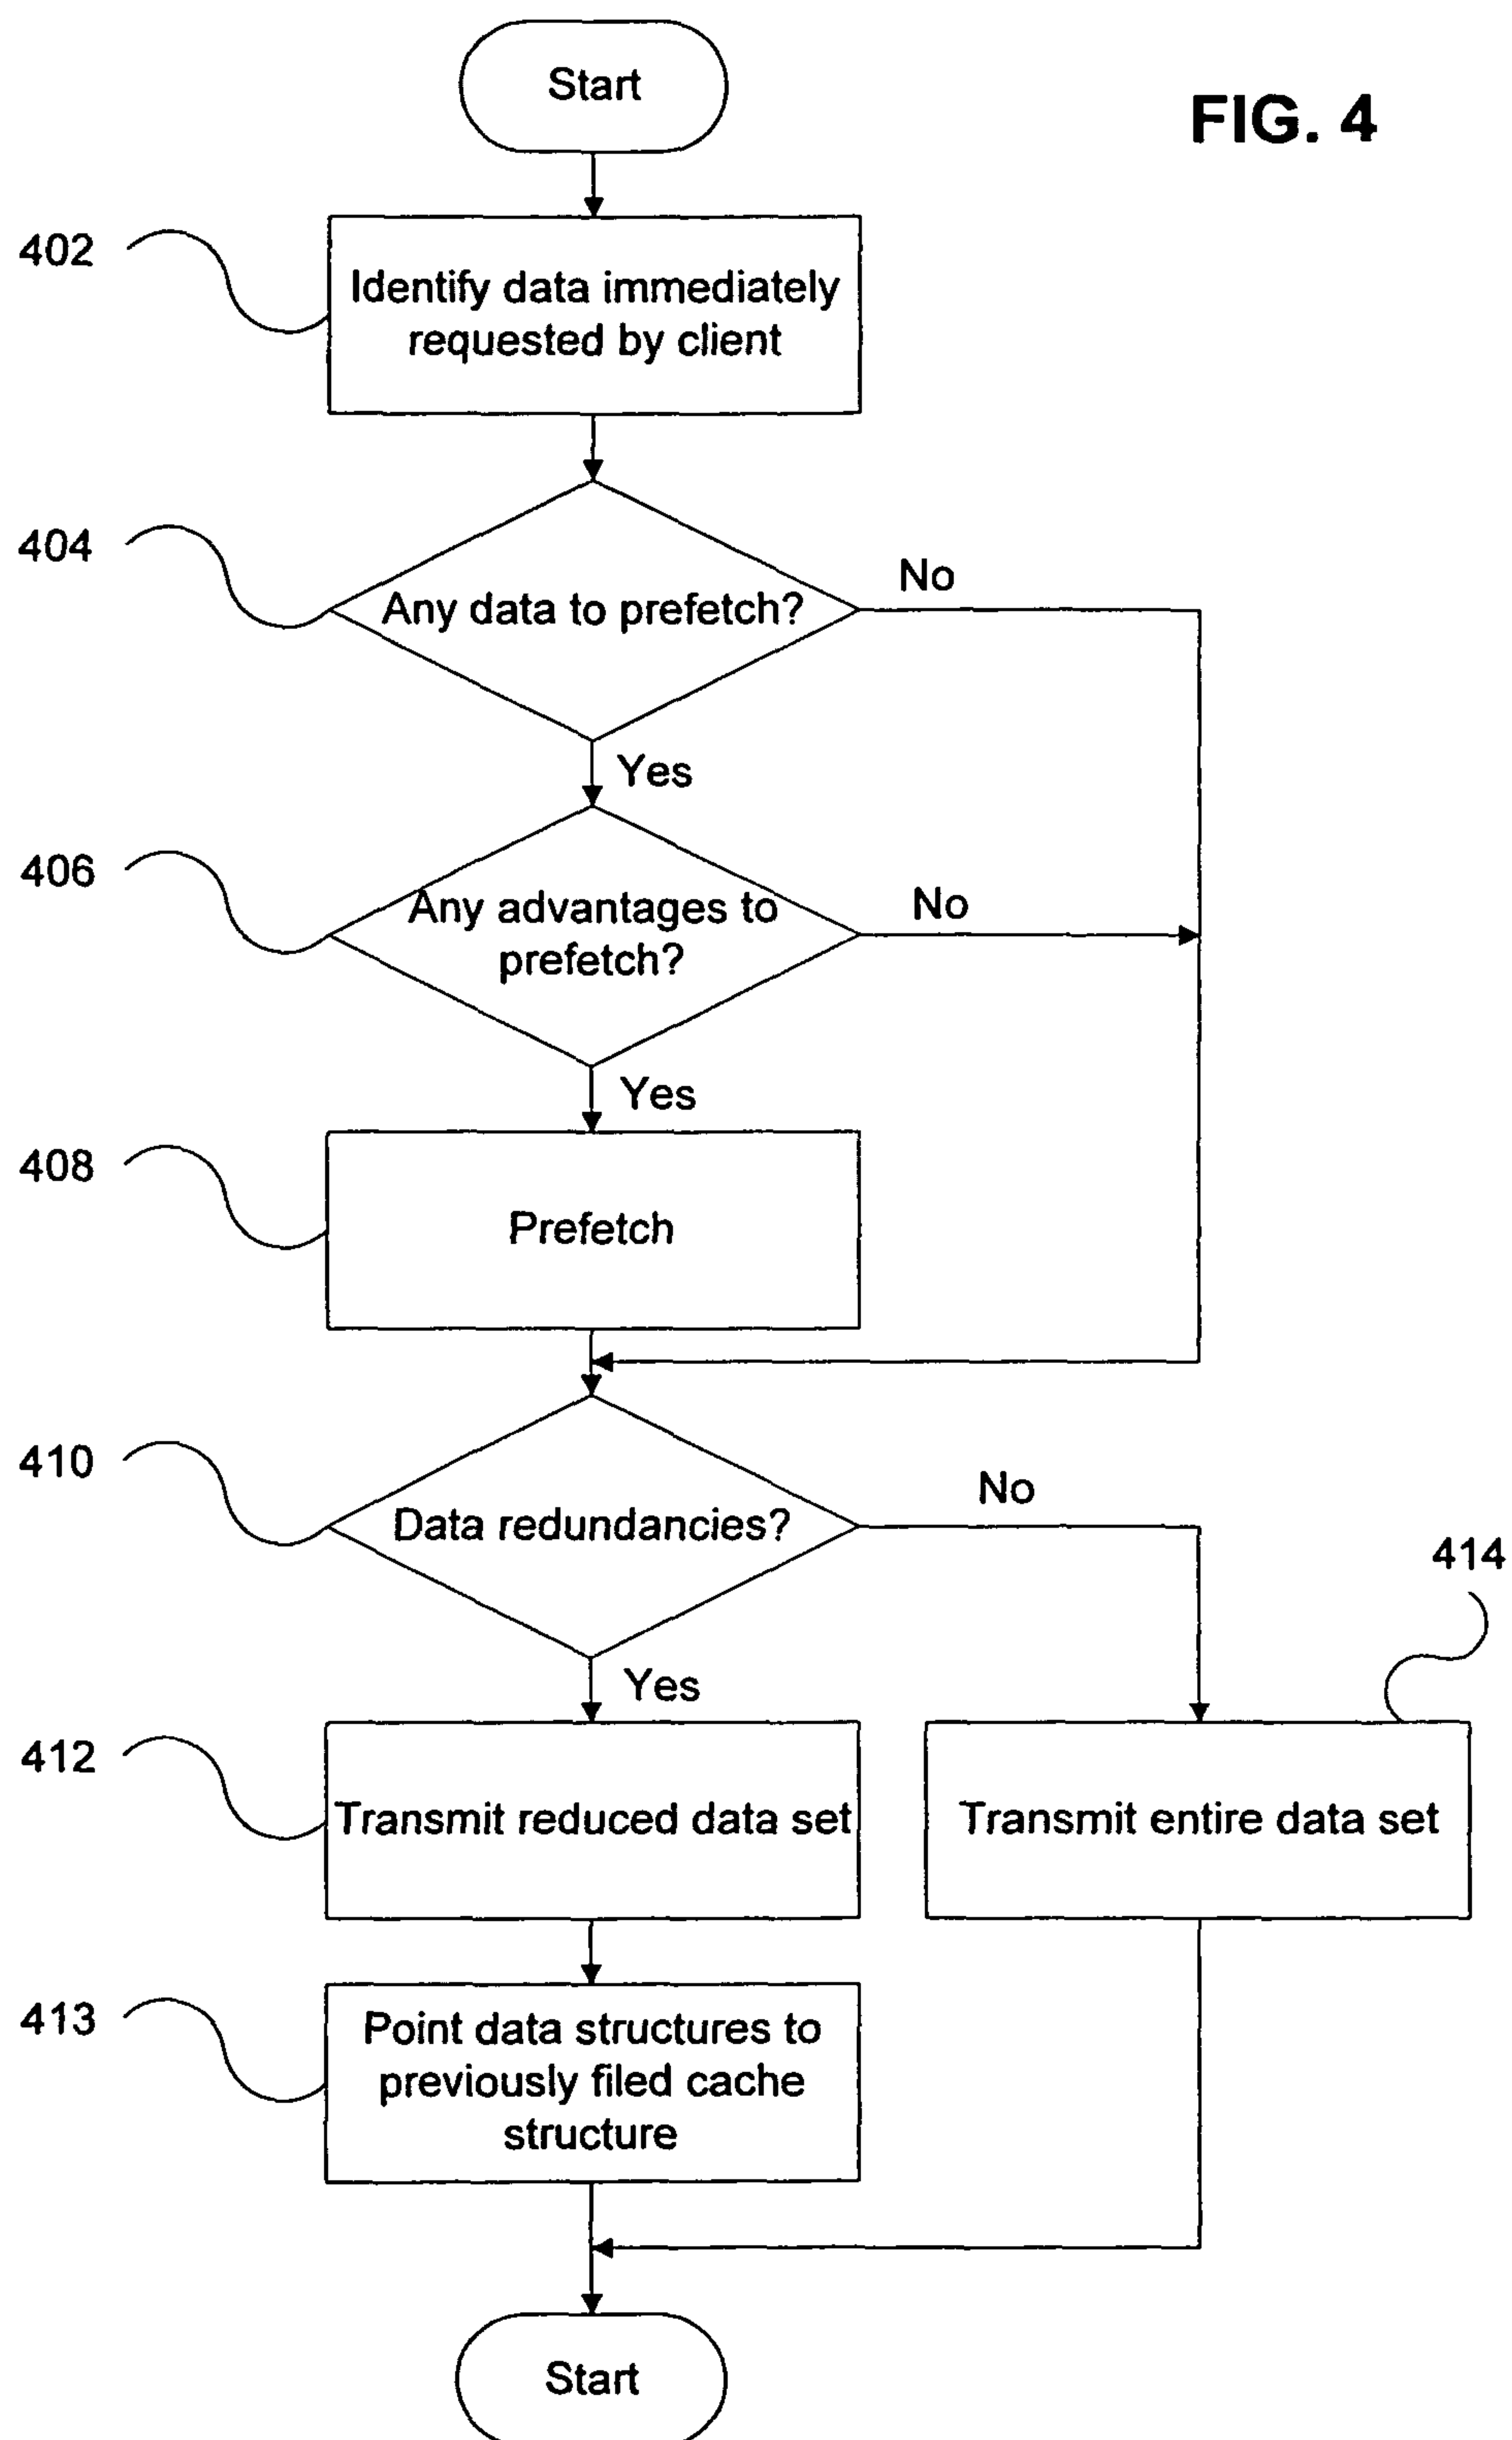 Start
FIG. 4
402
Identify data immediately
requested by client
404
Any data to prefetch?
No
Yes
406
Any advantages to
prefetch?
No
Yes
408
Prefetch
410
Data redundancies?
No
414
Yes
412
Transmit reduced data set
Transmit entire data set
413
Point data structures to
previously filed cache
structure
Start